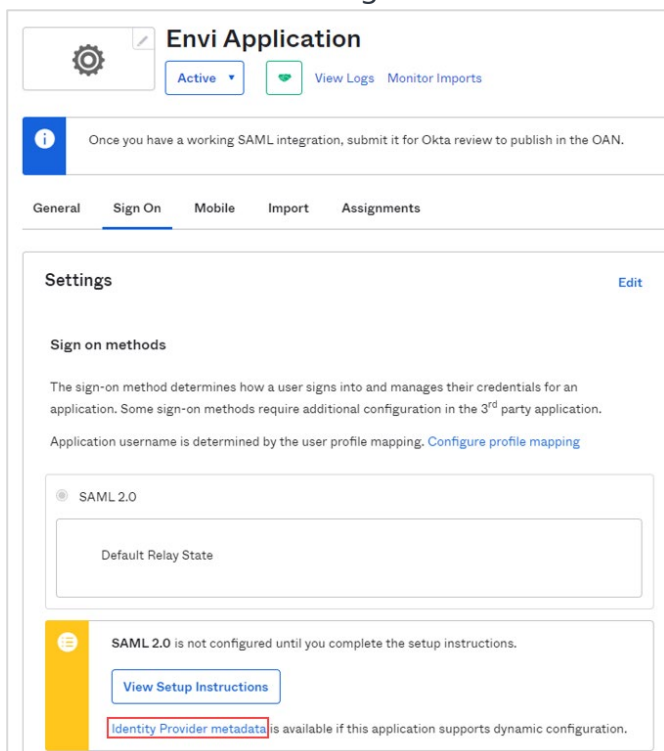 Envi Application
Active ▼ View Logs Monitor Imports
Once you have a working SAML integration, submit it for Okta review to publish in the OAN.
General Sign On Mobile Import Assignments
Settings Edit
Sign on methods
The sign-on method determines how a user signs into and manages their credentials for an
application. Some sign-on methods require additional configuration in the 3rd party application.
Application username is determined by the user profile mapping. Configure profile mapping
SAML 2.0
Default Relay State
SAML 2.0 is not configured until you complete the setup instructions.
View Setup Instructions
Identity Provider metadata is available if this application supports dynamic configuration.